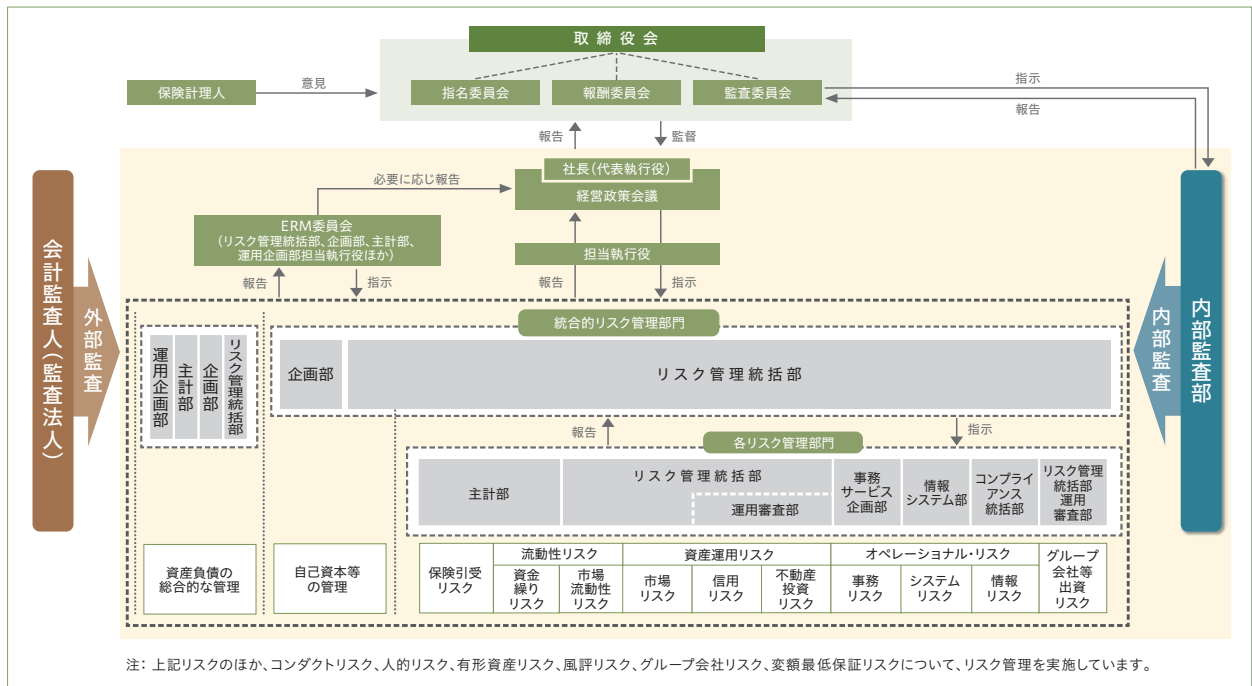 取締役会
保険計理人
意見
指名委員会
報酬委員会
監査委員会
指示
報告
報告
監督
社長(代表執行役)
経営政策会議
必要に応じ報告
ERM委員会
(リスク管理統括部、企画部、主計部、
運用企画部担当執行役ほか)
担当執行役
報告
指示
報告
指示
会計監査人(監査法人)
外部監査
内部監査
内部監査部
統合的リスク管理部門
運用企画部
主計部
企画部
リスク管理統括部
企画部
リスク管理統括部
報告
指示
各リスク管理部門
主計部
リスク管理統括部
運用審査部
事務
サービス
企画部
情報
システム部
コンプライ
アンス
統括部
リスク管理
統括部
運用
審査部
資産負債の
総合的な管理
自己資本等
の管理
保険引受
リスク
流動性リスク
資金
繰り
リスク
市場
流動性
リスク
資産運用リスク
市場
リスク
信用
リスク
不動産
投資
リスク
オペレーショナル・リスク
事務
リスク
システム
リスク
情報
リスク
グループ
会社等
出資
リスク
注: 上記リスクのほか、コンダクトリスク、人的リスク、有形資産リスク、風評リスク、グループ会社リスク、変額最低保証リスクについて、リスク管理を実施しています。